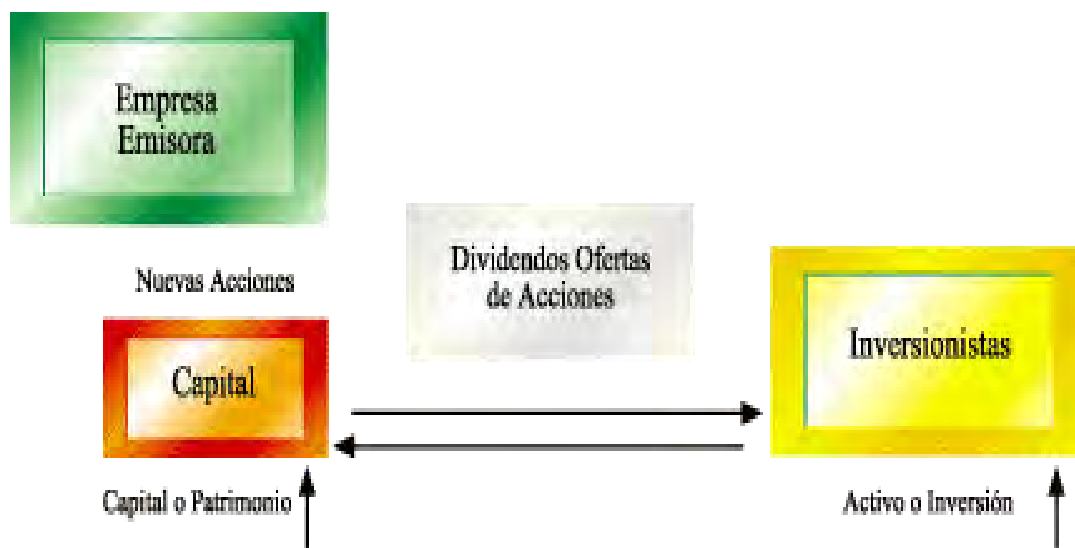 Empresa
Emisora
Nuevas Acciones
Capital
Capital o Patrimonio
Dividendos Ofertas
de Acciones
Inversionistas
Activo o Inversión